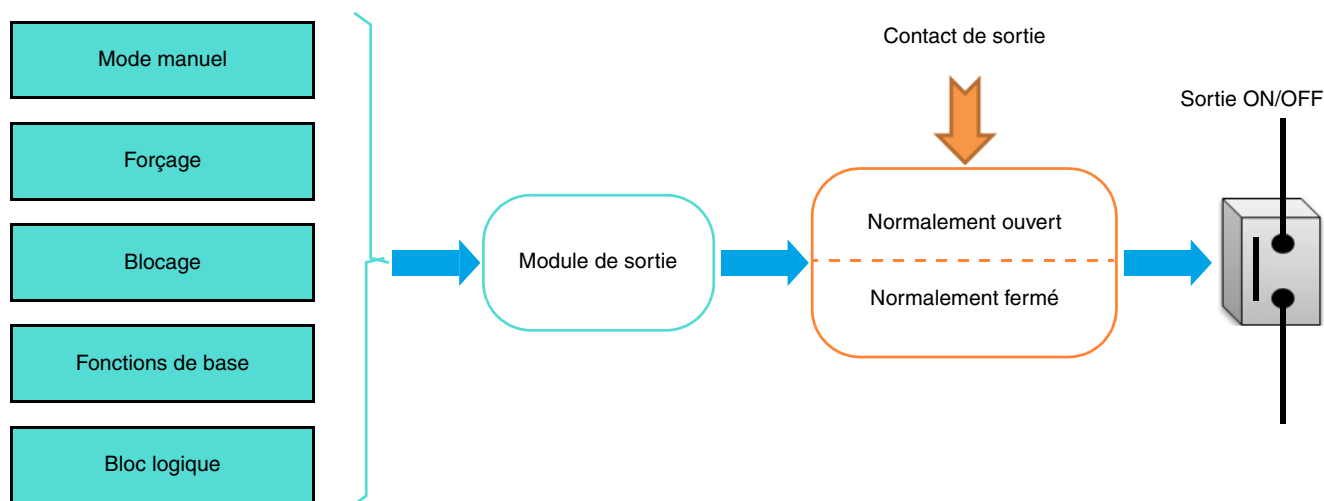 Mode manuel
Forçage
Blocage
Fonctions de base
Bloc logique
Module de sortie
Contact de sortie
Normalement ouvert
Normalement fermé
Sortie ON/OFF